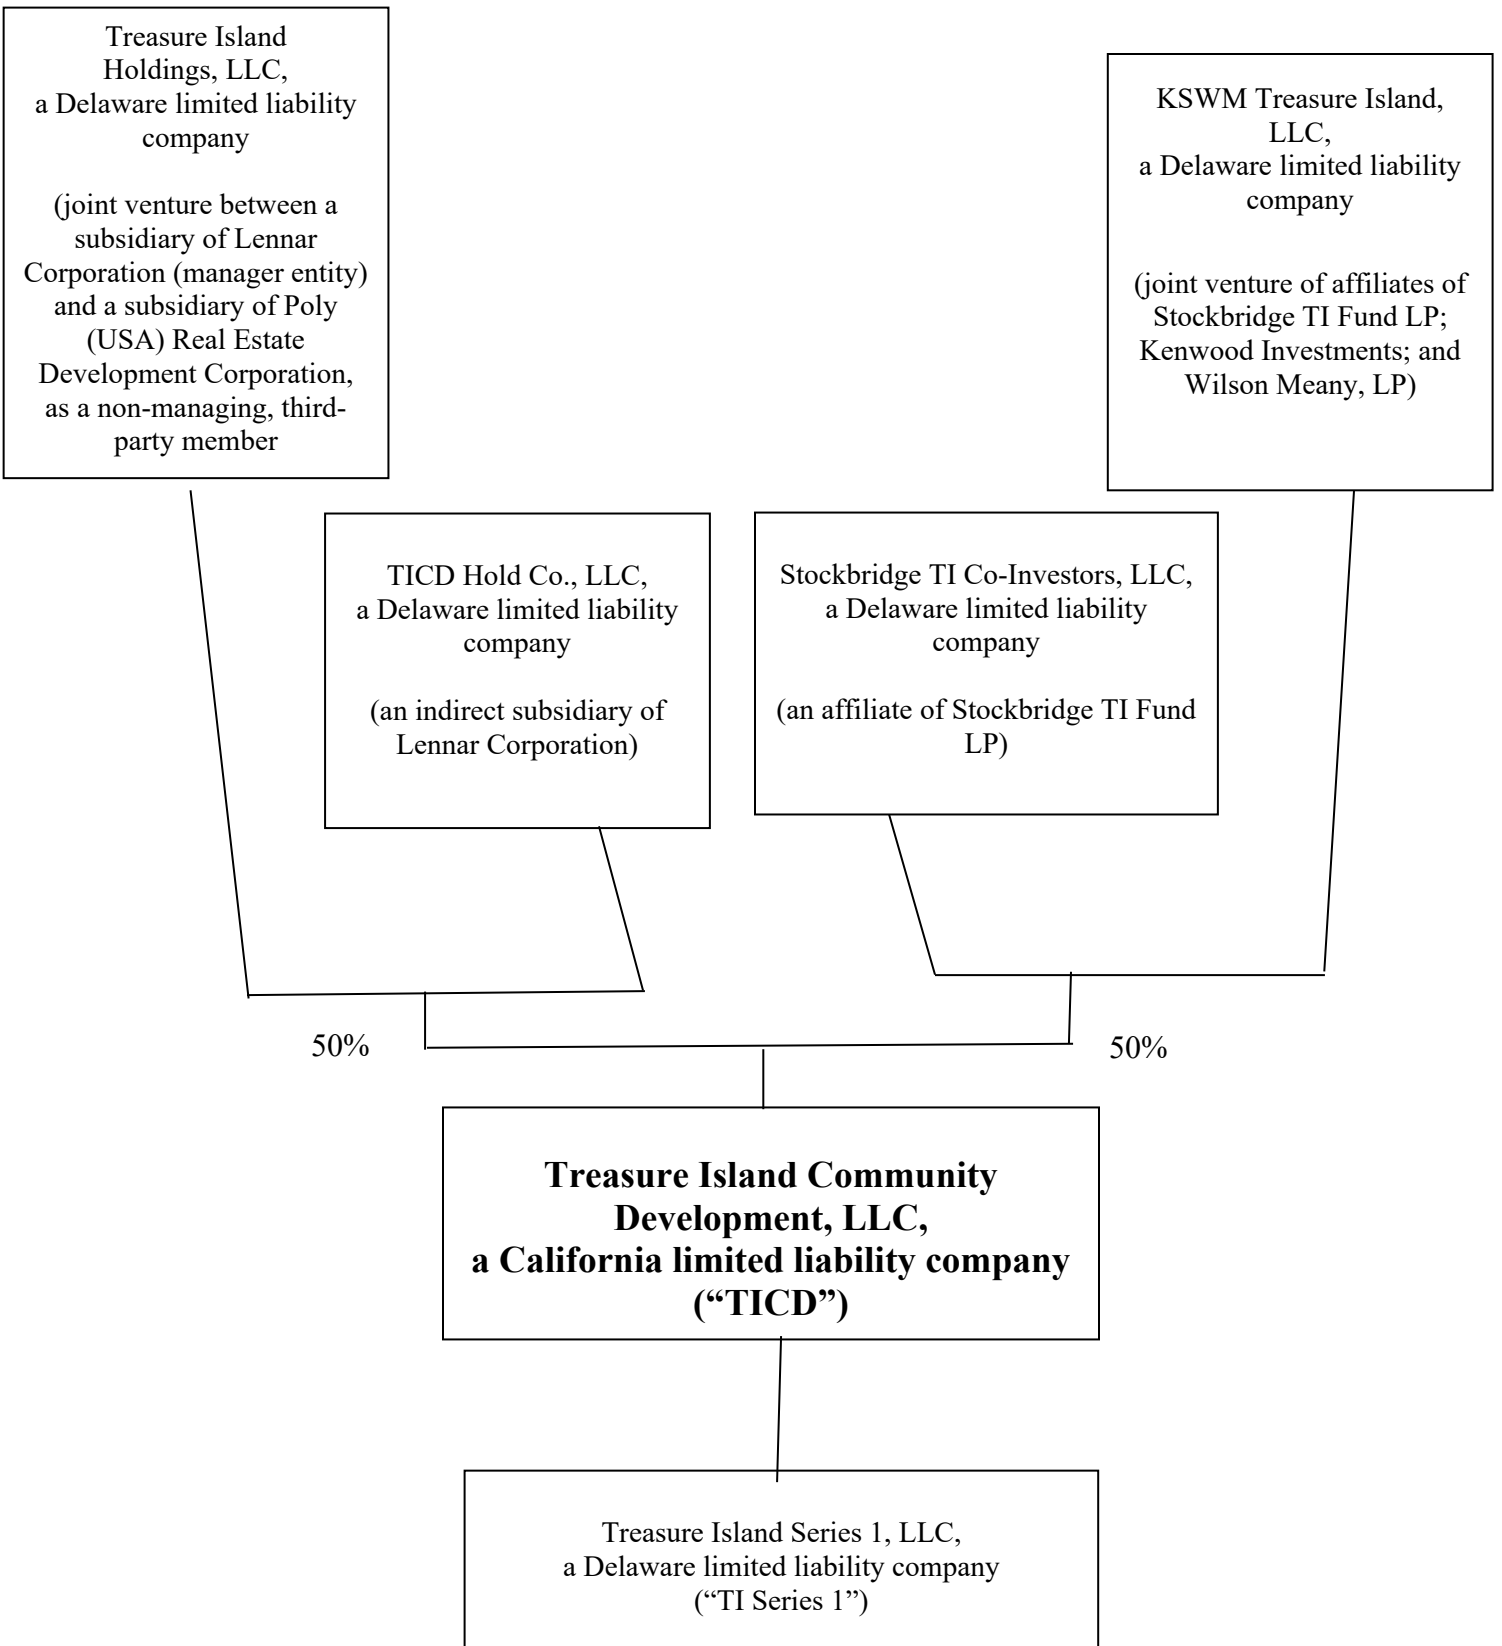 Treasure Island
Holdings, LLC,
a Delaware limited liability
company
(joint venture between a
subsidiary of Lennar
Corporation (manager entity)
and a subsidiary of Poly
(USA) Real Estate
Development Corporation,
as a non-managing, third-
party member
KSWM Treasure Island,
LLC,
a Delaware limited liability
company
(joint venture of affiliates of
Stockbridge TI Fund LP;
Kenwood Investments; and
Wilson Meany, LP)
TICD Hold Co., LLC,
a Delaware limited liability
company
(an indirect subsidiary of
Lennar Corporation)
Stockbridge TI Co-Investors, LLC,
a Delaware limited liability
company
(an affiliate of Stockbridge TI Fund
LP)
50%
50%
Treasure Island Community
Development, LLC,
a California limited liability company
(“TICD”)
Treasure Island Series 1, LLC,
a Delaware limited liability company
(“TI Series 1”)